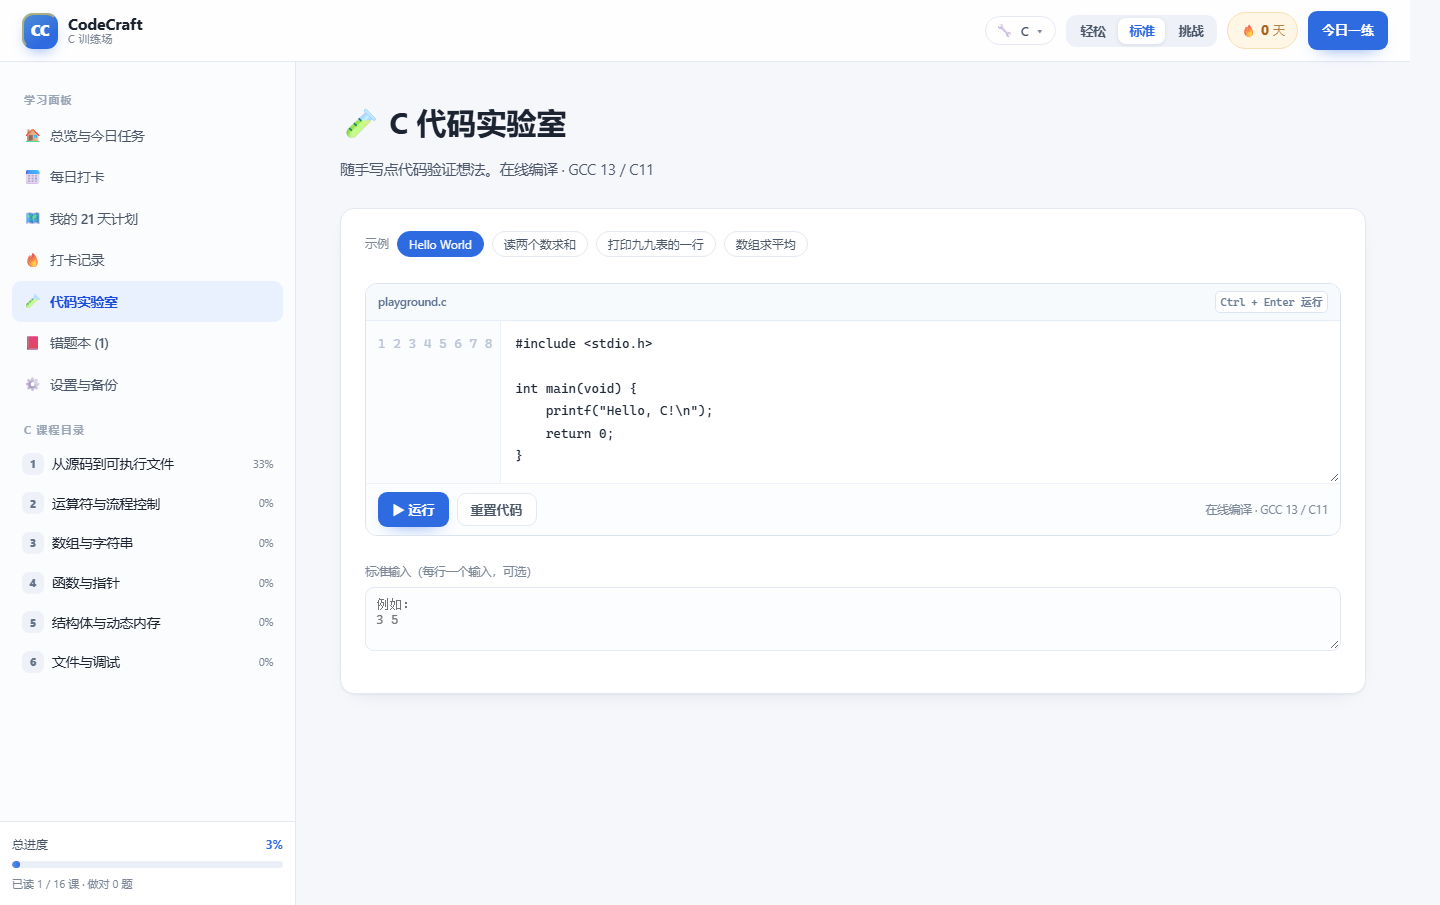 CC
CodeCraft
C 训练场
C
轻松 标准 挑战
0 天
今日一练
学习面板
总览与今日任务
每日打卡
我的 21 天计划
打卡记录
代码实验室
错题本 (1)
设置与备份
C 课程目录
1 从源码到可执行文件 33%
2 运算符与流程控制 0%
3 数组与字符串 0%
4 函数与指针 0%
5 结构体与动态内存 0%
6 文件与调试 0%
总进度 3%
已读 1 / 16 课 · 做对 0 题
C 代码实验室
随手写点代码验证想法。在线编译 · GCC 13 / C11
示例 Hello World 读两个数求和 打印九九表的一行 数组求平均
playground.c Ctrl + Enter 运行
1 2 3 4 5 6 7 8
#include <stdio.h>
int main(void) {
    printf("Hello, C!\n");
    return 0;
}
▶ 运行 重置代码 在线编译 · GCC 13 / C11
标准输入（每行一个输入，可选）
例如：
3 5